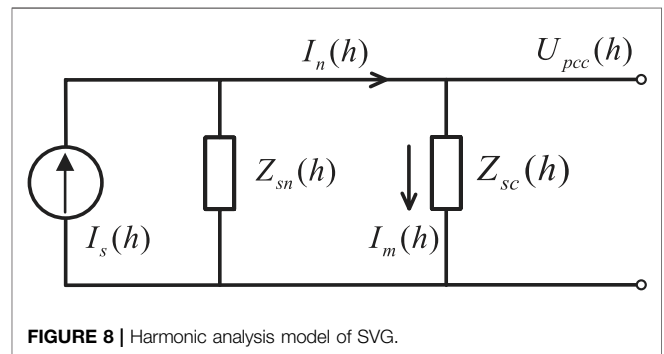 I_n(h)
U_pcc(h)
Z_sn(h)
Z_sc(h)
I_s(h)
I_m(h)
FIGURE 8 | Harmonic analysis model of SVG.